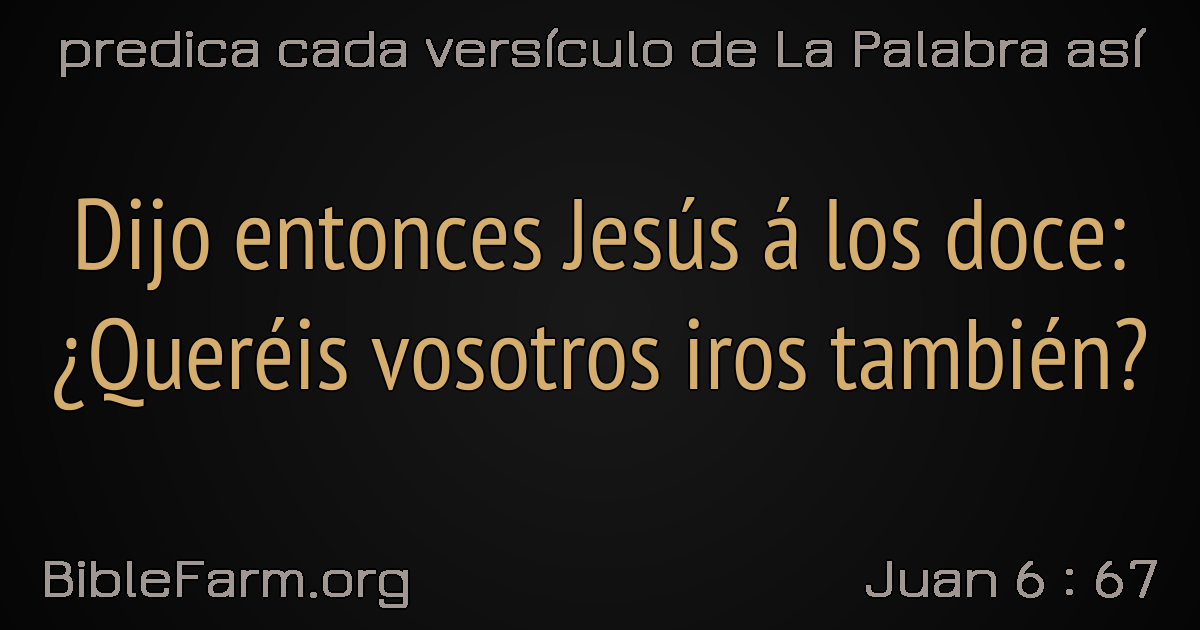 predica cada versículo de La Palabra así
Dijo entonces Jesús á los doce:
¿Queréis vosotros iros también?
BibleFarm.org
Juan 6 : 67